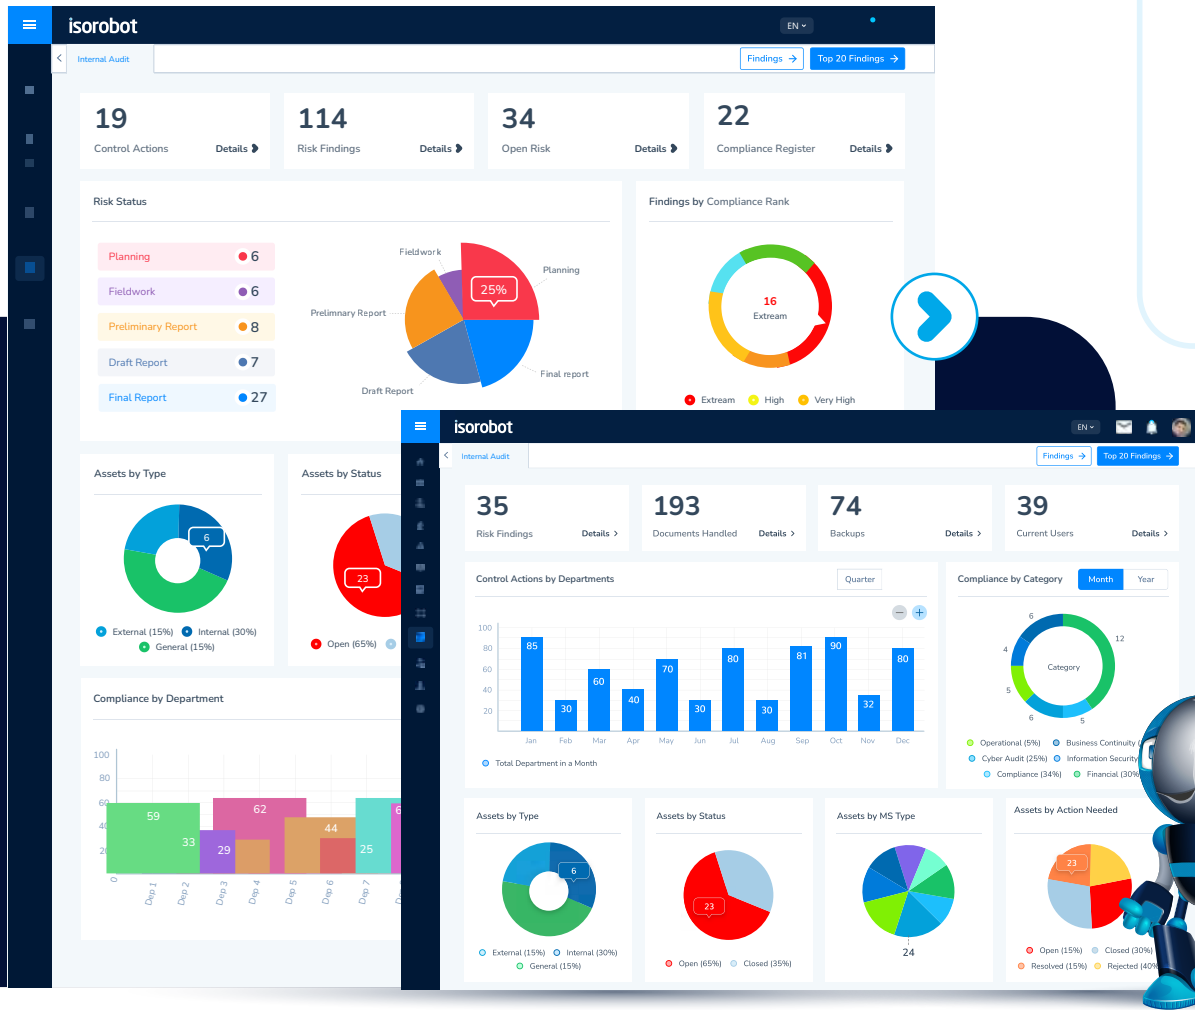 isorobot
EN
Internal Audit
Findings
Top 20 Findings
19
Control Actions
Details
114
Risk Findings
Details
34
Open Risk
Details
22
Compliance Register
Details
Risk Status
Planning
6
Fieldwork
6
Preliminary Report
8
Draft Report
7
Final Report
27
Fieldwork
Planning
25%
Prelimnary Report
Final report
Draft Report
Findings by Compliance Rank
16
Extream
Extream
High
Very High
Assets by Type
6
External (15%)
Internal (30%)
General (15%)
Assets by Status
23
Open (65%)
Compliance by Department
100
80
60
40
20
0
59
33
29
62
44
25
6
Dep 1
Dep 2
Dep 3
Dep 4
Dep 5
Dep 6
Dep 7
isorobot
EN
Internal Audit
Findings
Top 20 Findings
35
Risk Findings
Details
193
Documents Handled
Details
74
Backups
Details
39
Current Users
Details
Control Actions by Departments
Quarter
100
80
60
40
20
85
30
60
40
70
30
80
30
81
90
32
80
Jan
Feb
Mar
Apr
May
Jun
Jul
Aug
Sep
Oct
Nov
Dec
Total Department in a Month
Compliance by Category
Month
Year
6
12
4
Category
5
6
5
Operational (5%)
Business Continuity (
Cyber Audit (25%)
Information Security
Compliance (34%)
Financial (30%
Assets by Type
6
External (15%)
Internal (30%)
General (15%)
Assets by Status
23
Open (65%)
Closed (35%)
Assets by MS Type
24
Assets by Action Needed
23
Open (15%)
Closed (30%)
Resolved (15%)
Rejected (40%